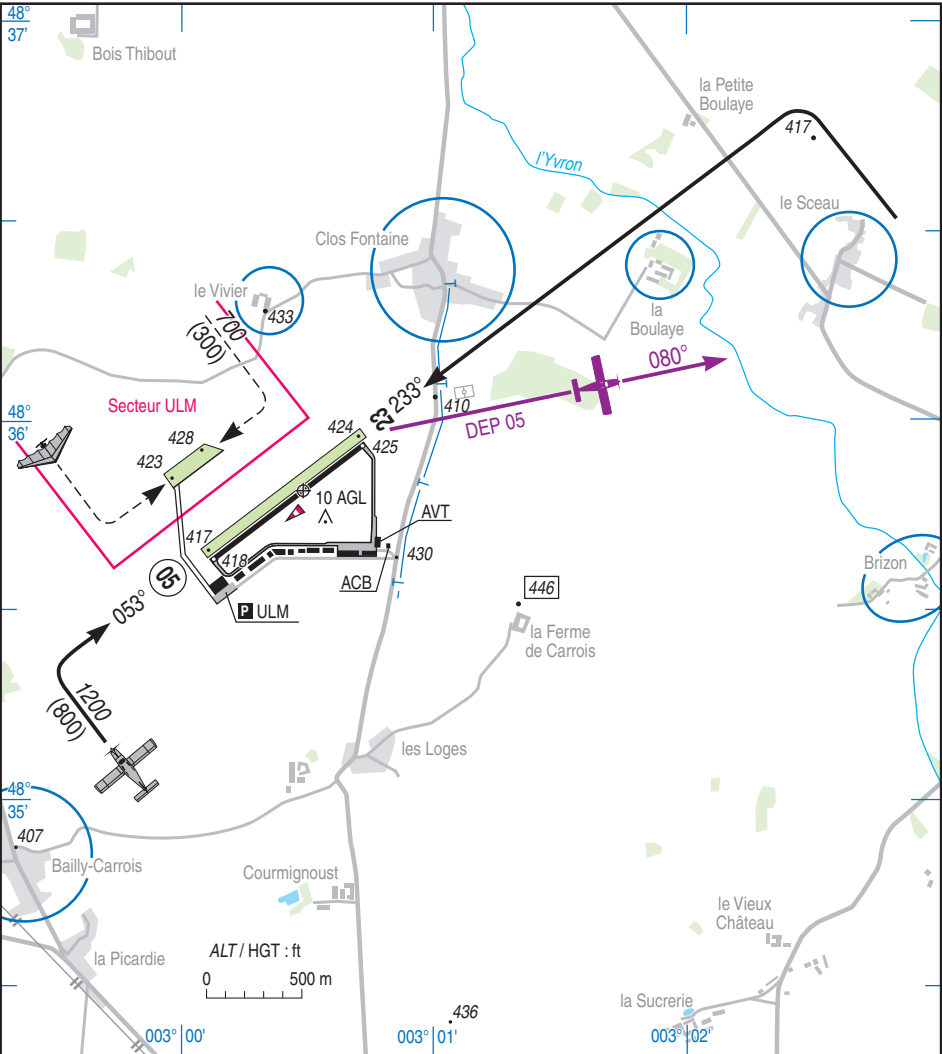 48°
37'
Bois Thibout
la Petite
Boulaye
417
l'Yvron
le Sceau
Clos Fontaine
le Vivier
433
la
Boulaye
700
(300)
080°
DEP 05
23 233°
410
48°
36'
Secteur ULM
428
423
424
425
10 AGL
417
418
AVT
430
ACB
05
053°
P ULM
446
la Ferme
de Carrois
Brizon
1200
(800)
les Loges
48°
35'
407
Bailly-Carrois
Courmignoust
le Vieux
Château
la Picardie
ALT / HGT : ft
0 500 m
la Sucrerie
436
003° 00'
003° 01'
003° 02'